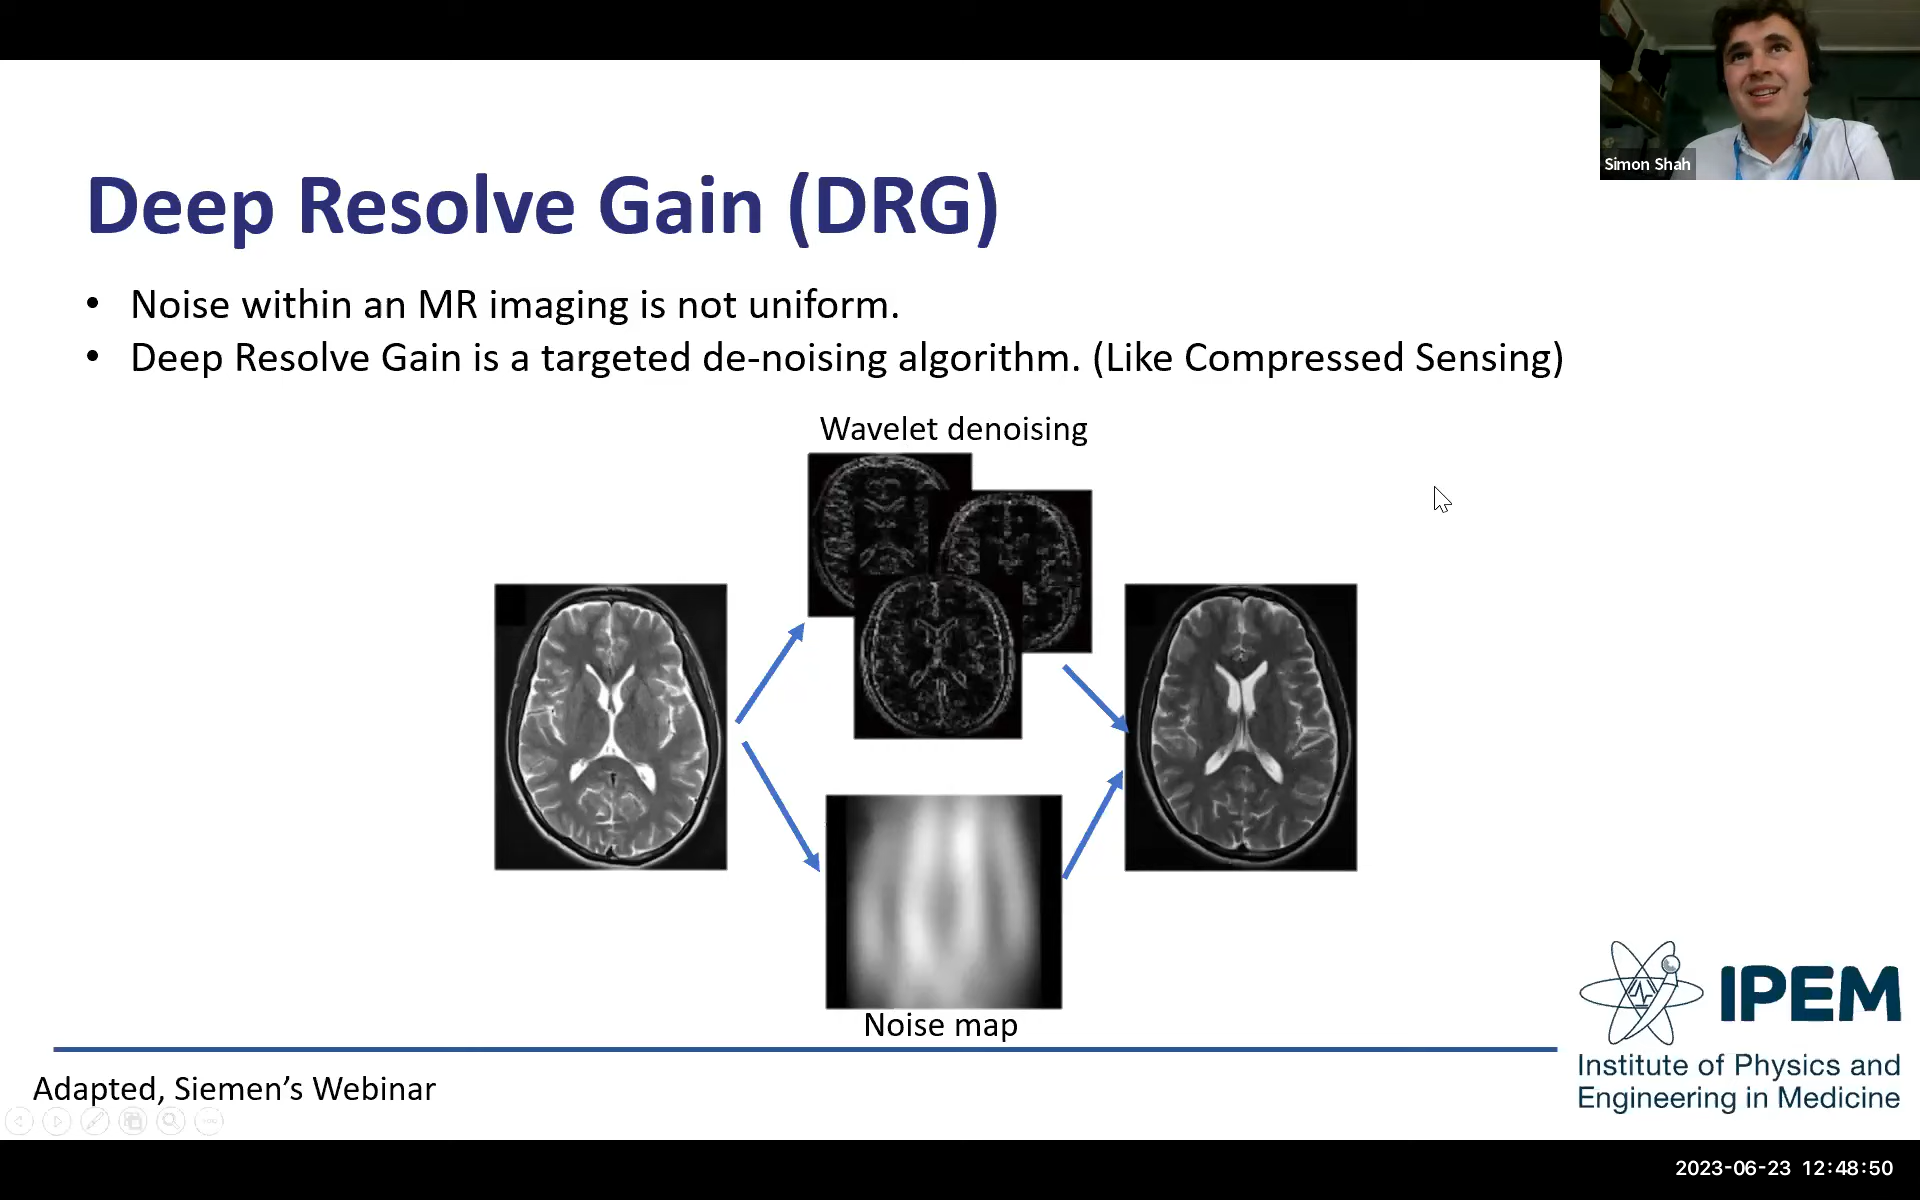 Simon Shah
Deep Resolve Gain (DRG)
• Noise within an MR imaging is not uniform.
• Deep Resolve Gain is a targeted de-noising algorithm. (Like Compressed Sensing)
Wavelet denoising
Noise map
IPEM
Institute of Physics and
Engineering in Medicine
Adapted, Siemen’s Webinar
2023-06-23 12:48:50